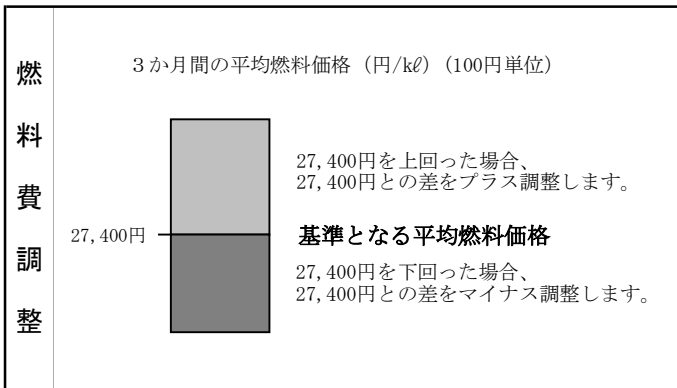 燃料費調整
３か月間の平均燃料価格（円/kℓ）（100円単位）
27,400円を上回った場合、
27,400円との差をプラス調整します。
27,400円
基準となる平均燃料価格
27,400円を下回った場合、
27,400円との差をマイナス調整します。